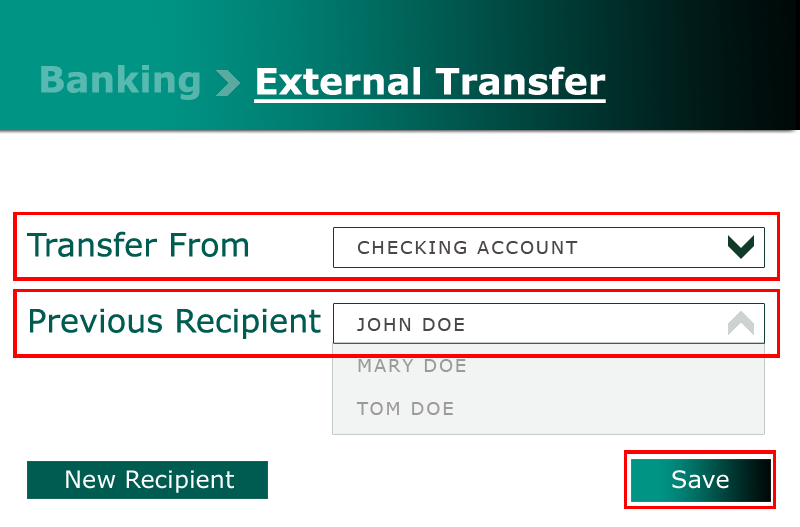 Banking External Transfer
Transfer From CHECKING ACCOUNT
Previous Recipient JOHN DOE
MARY DOE
TOM DOE
New Recipient Save